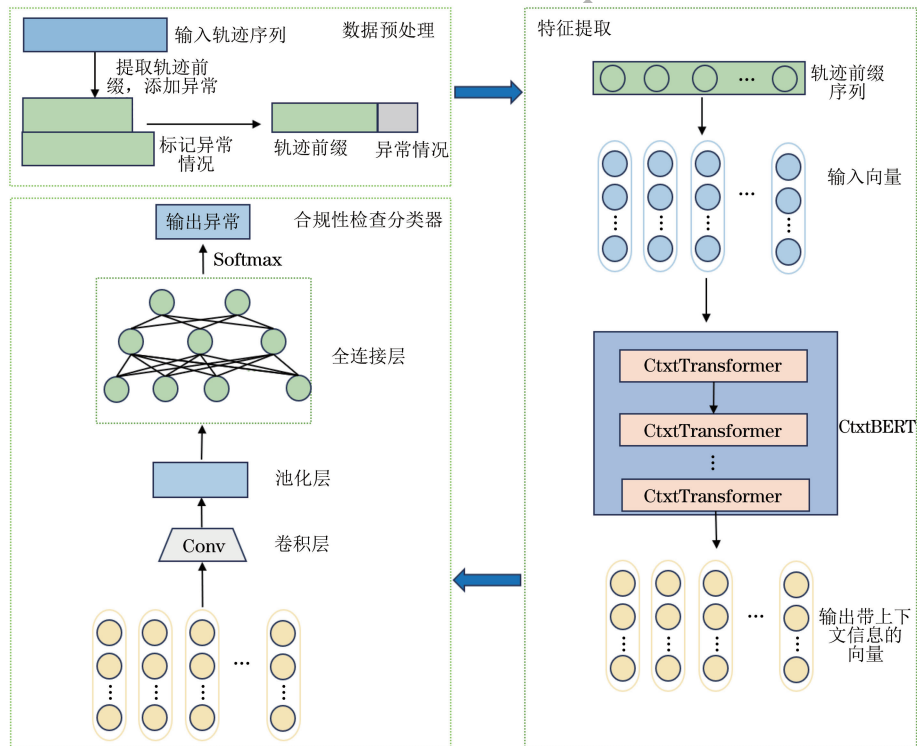 输入轨迹序列
数据预处理
提取轨迹前
缀，添加异常
标记异常
情况
轨迹前缀
异常情况
特征提取
轨迹前缀
序列
...
输入向量
...
CtxtTransformer
CtxtTransformer
...
CtxtTransformer
CtxtBERT
输出带上下
文信息的
向量
...
输出异常
合规性检查分类器
Softmax
全连接层
池化层
Conv
卷积层
...